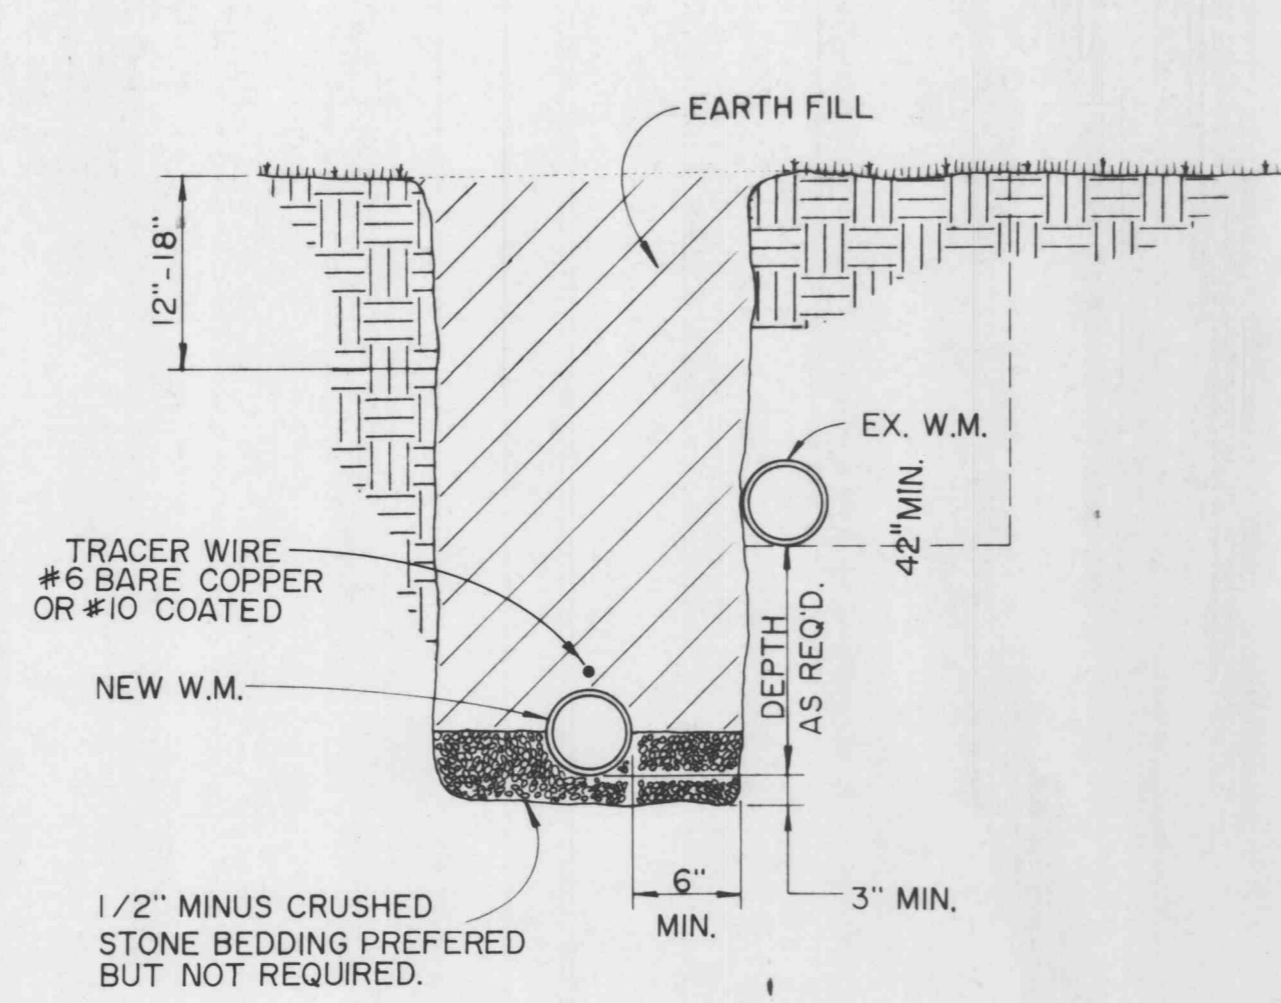 EARTH FILL
12"-18"
EX. W.M.
42" MIN.
TRACER WIRE
#6 BARE COPPER
OR #10 COATED
NEW W.M.
DEPTH
AS REQ'D.
6"
MIN.
3" MIN.
1/2" MINUS CRUSHED
STONE BEDDING PREFERED
BUT NOT REQUIRED.